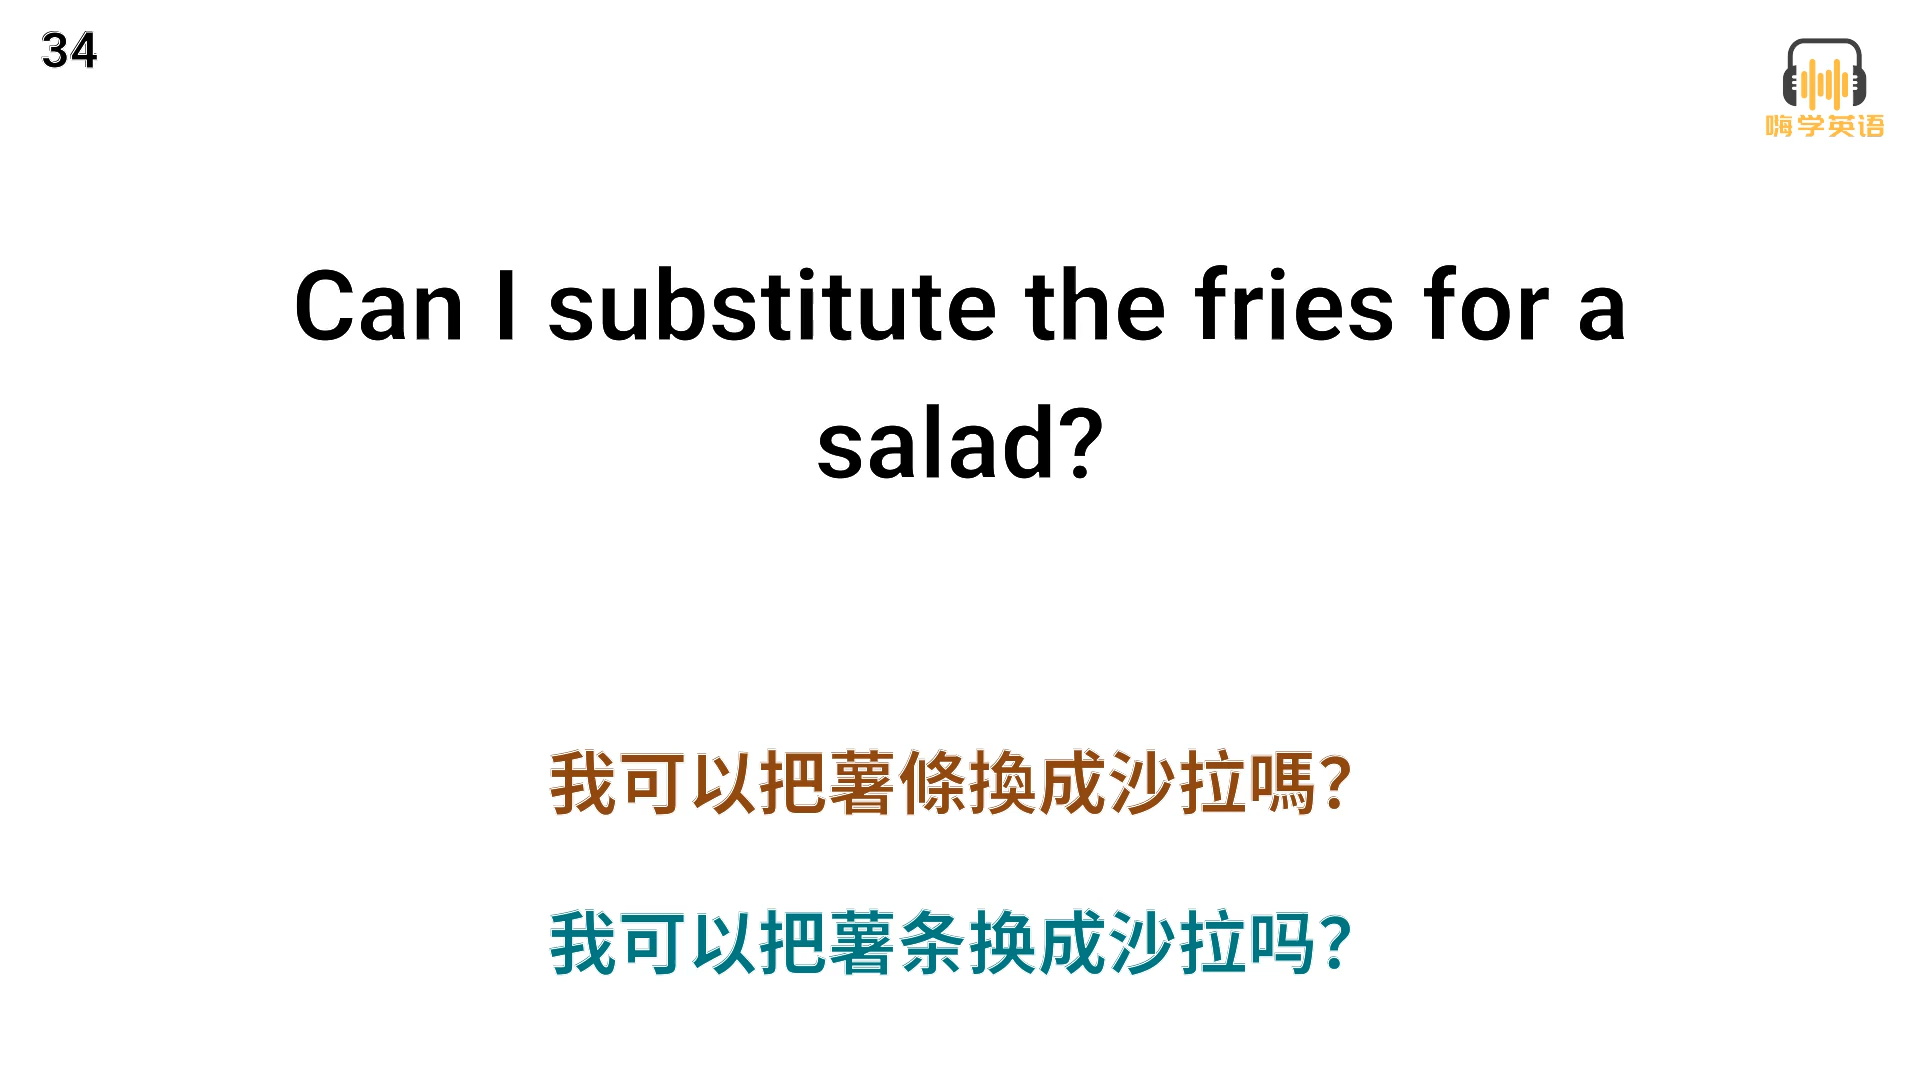 34
嗨学英语
Can I substitute the fries for a
salad?
我可以把薯條換成沙拉嗎?
我可以把薯条换成沙拉吗?